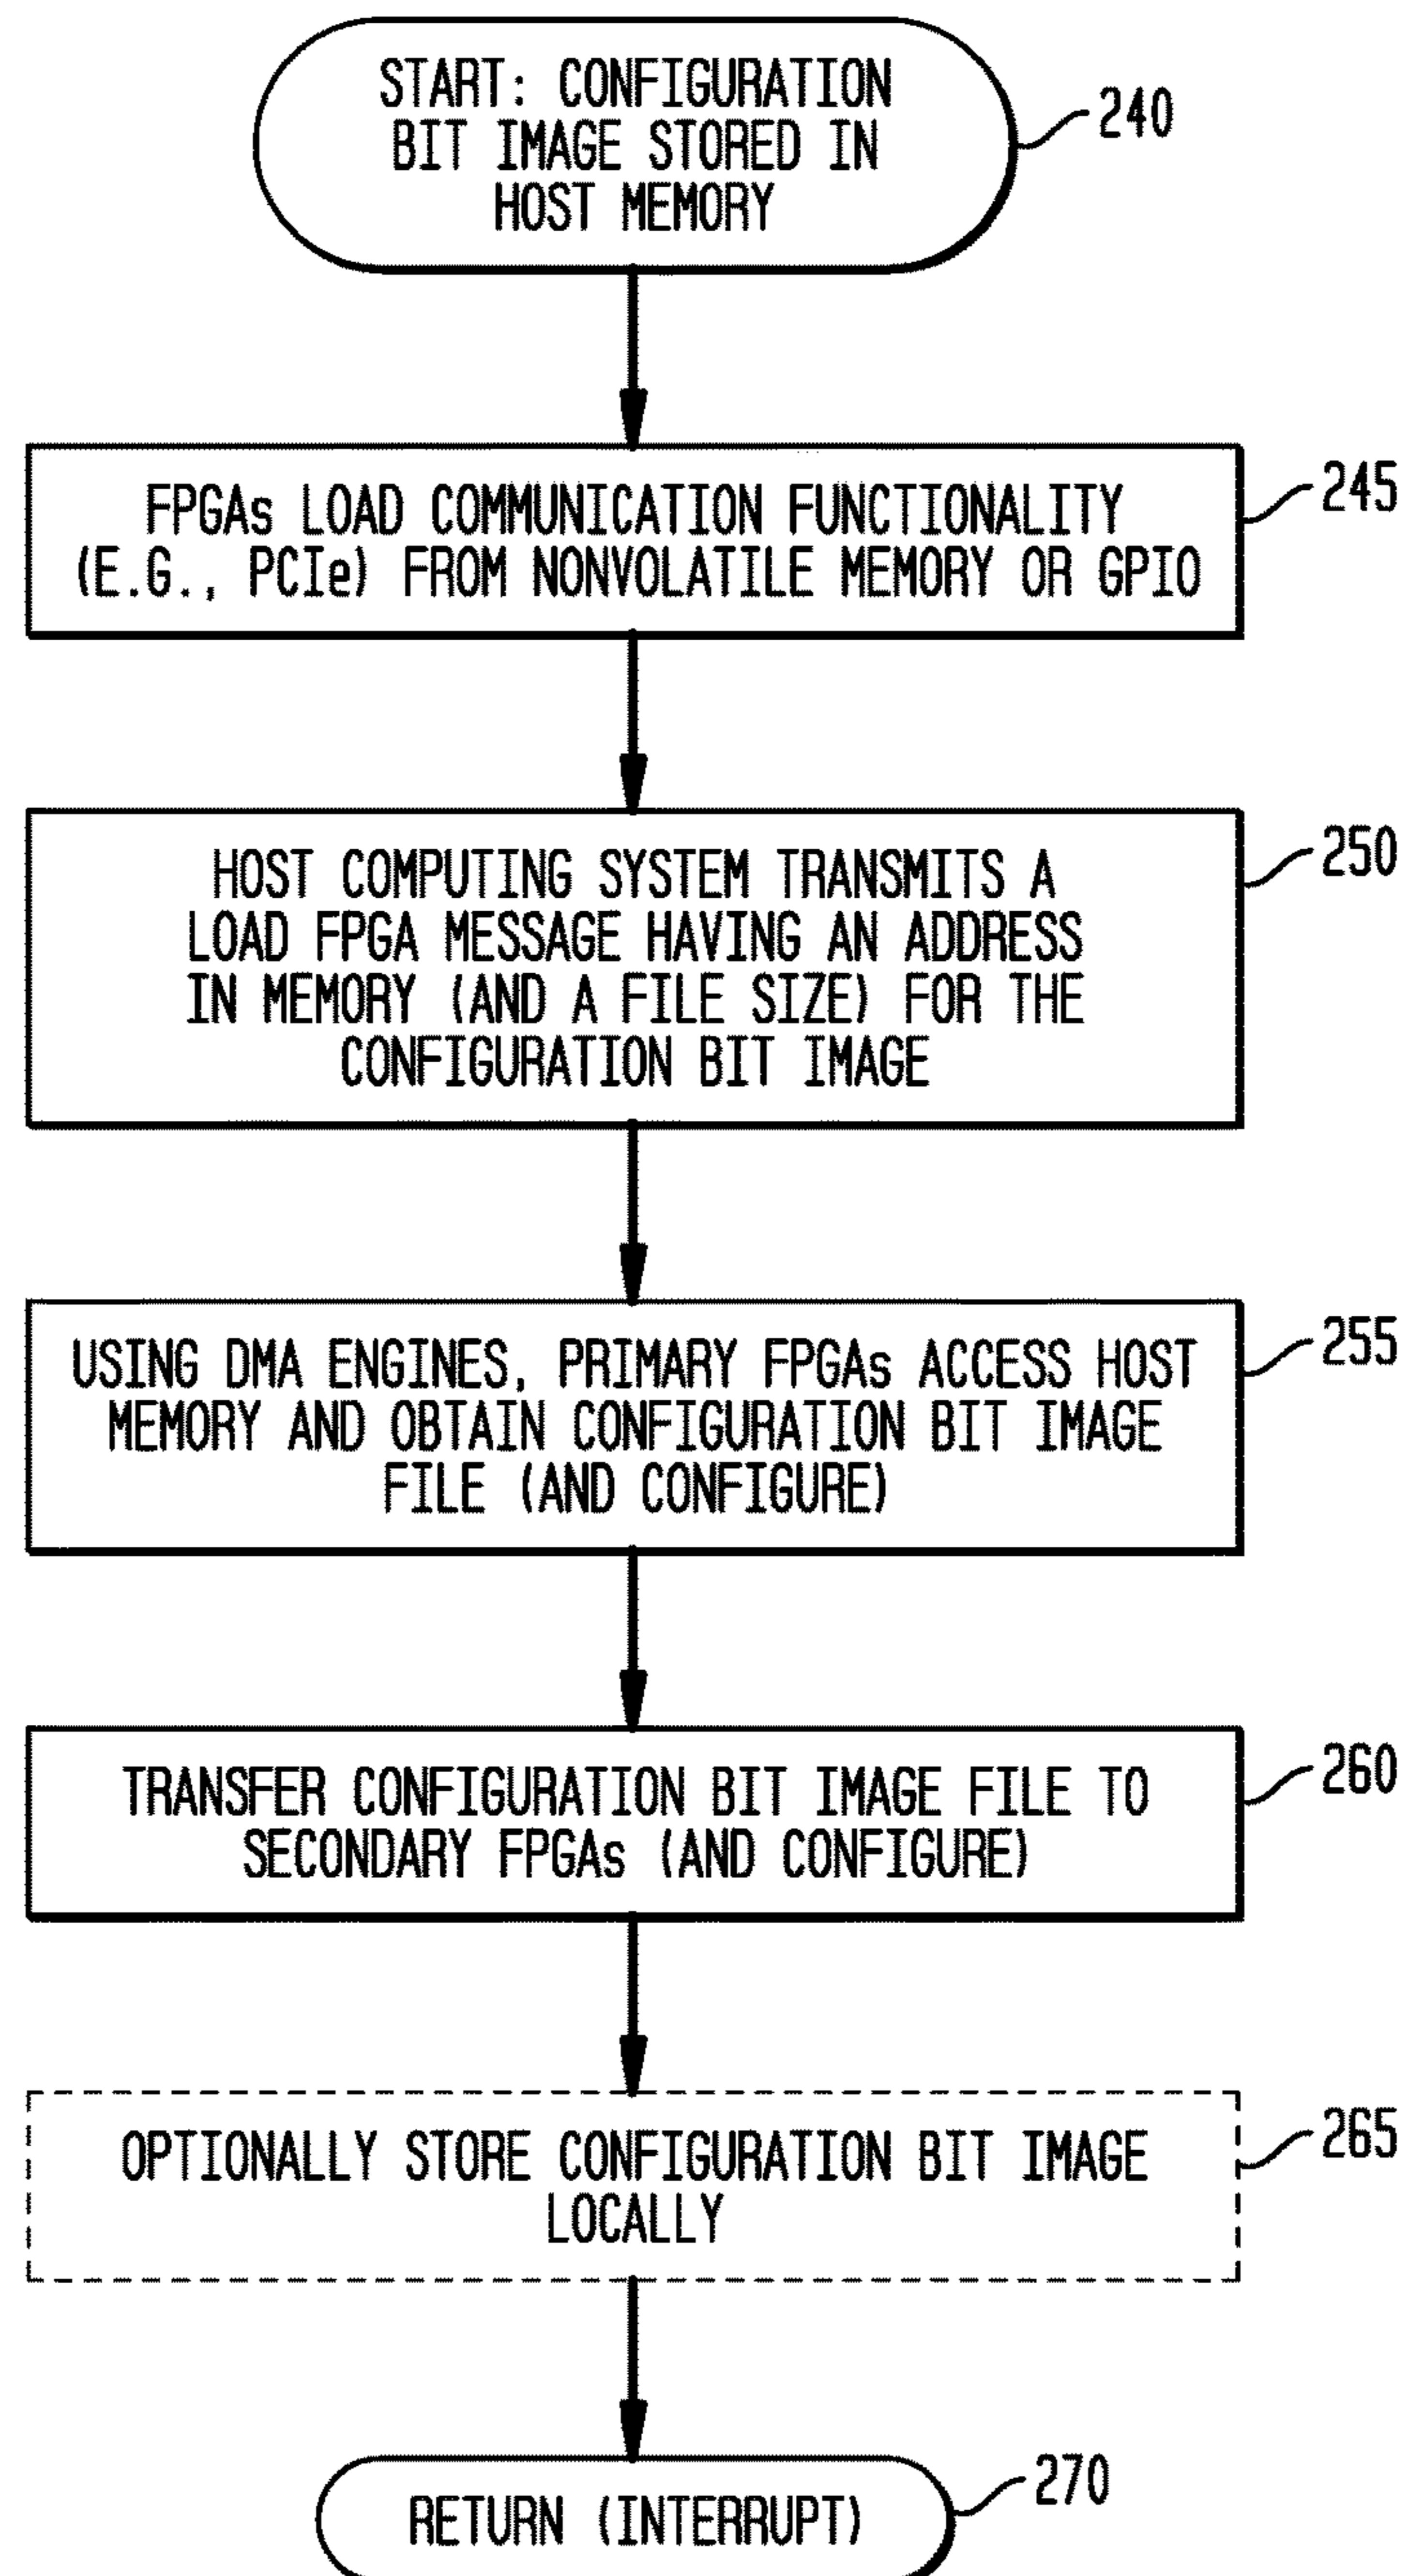 START: CONFIGURATION
BIT IMAGE STORED IN
HOST MEMORY
240
FPGAs LOAD COMMUNICATION FUNCTIONALITY
(E.G., PCIe) FROM NONVOLATILE MEMORY OR GPIO
245
HOST COMPUTING SYSTEM TRANSMITS A
LOAD FPGA MESSAGE HAVING AN ADDRESS
IN MEMORY (AND A FILE SIZE) FOR THE
CONFIGURATION BIT IMAGE
250
USING DMA ENGINES, PRIMARY FPGAs ACCESS HOST
MEMORY AND OBTAIN CONFIGURATION BIT IMAGE
FILE (AND CONFIGURE)
255
TRANSFER CONFIGURATION BIT IMAGE FILE TO
SECONDARY FPGAs (AND CONFIGURE)
260
OPTIONALLY STORE CONFIGURATION BIT IMAGE
LOCALLY
265
RETURN (INTERRUPT)
270